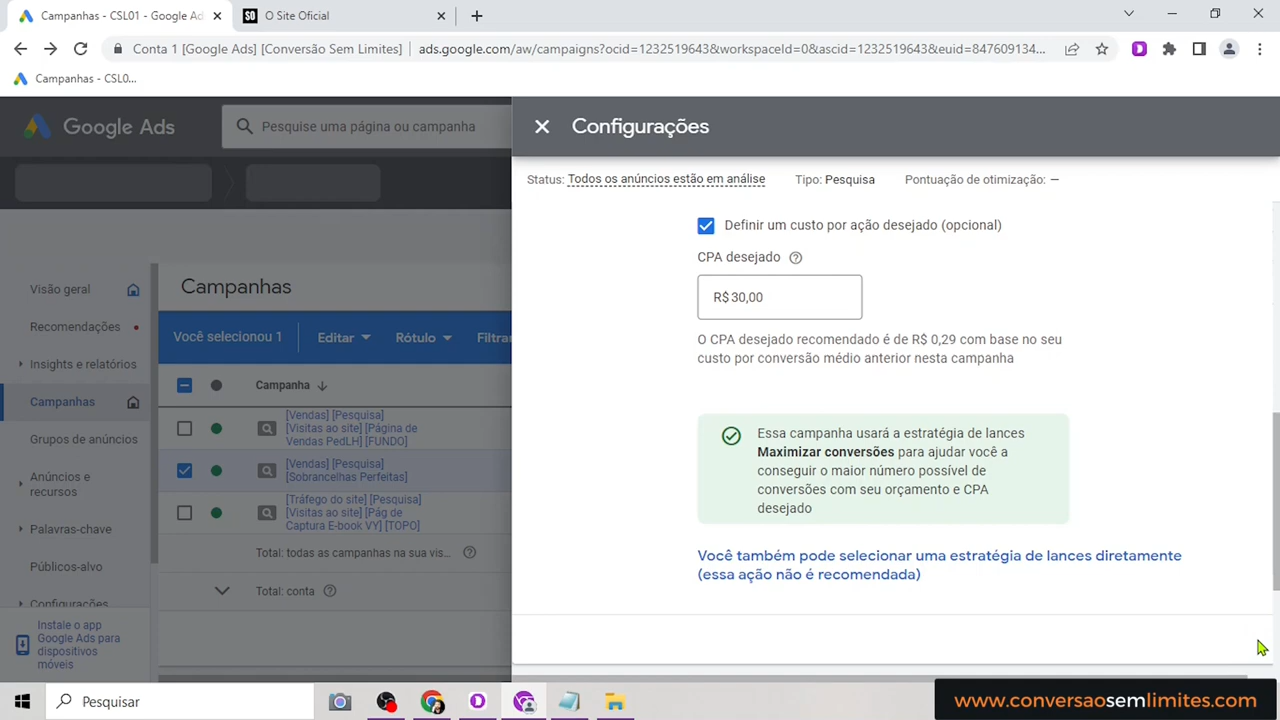 Campanhas - CSL01 - Google Ad
O Site Oficial
Conta 1 [Google Ads] [Conversão Sem Limites]
ads.google.com/aw/campaigns?ocid=1232519643&workspaceId=0&ascid=1232519643&euid=847609134...
Campanhas - CSL0...
Google Ads
Pesquise uma página ou campanha
Configurações
Status: Todos os anúncios estão em análise
Tipo: Pesquisa
Pontuação de otimização: —
Visão geral
Recomendações
Insights e relatórios
Campanhas
Grupos de anúncios
Anúncios e
recursos
Palavras-chave
Públicos-alvo
Configurações
Instale o app
Google Ads para
dispositivos
móveis
Campanhas
Você selecionou 1
Editar
Rótulo
Filtrar
Campanha
[Vendas] [Pesquisa]
[Visitas ao site] [Página de
Vendas PedLH] [FUNDO]
[Vendas] [Pesquisa]
[Sobrancelhas Perfeitas]
[Tráfego do site] [Pesquisa]
[Visitas ao site] [Pág de
Captura E-book VY] [TOPO]
Total: todas as campanhas na sua vis...
Total: conta
Definir um custo por ação desejado (opcional)
CPA desejado
R$ 30,00
O CPA desejado recomendado é de R$ 0,29 com base no seu
custo por conversão médio anterior nesta campanha
Essa campanha usará a estratégia de lances
Maximizar conversões para ajudar você a
conseguir o maior número possível de
conversões com seu orçamento e CPA
desejado
Você também pode selecionar uma estratégia de lances diretamente
(essa ação não é recomendada)
Pesquisar
www.conversaosemlimites.com